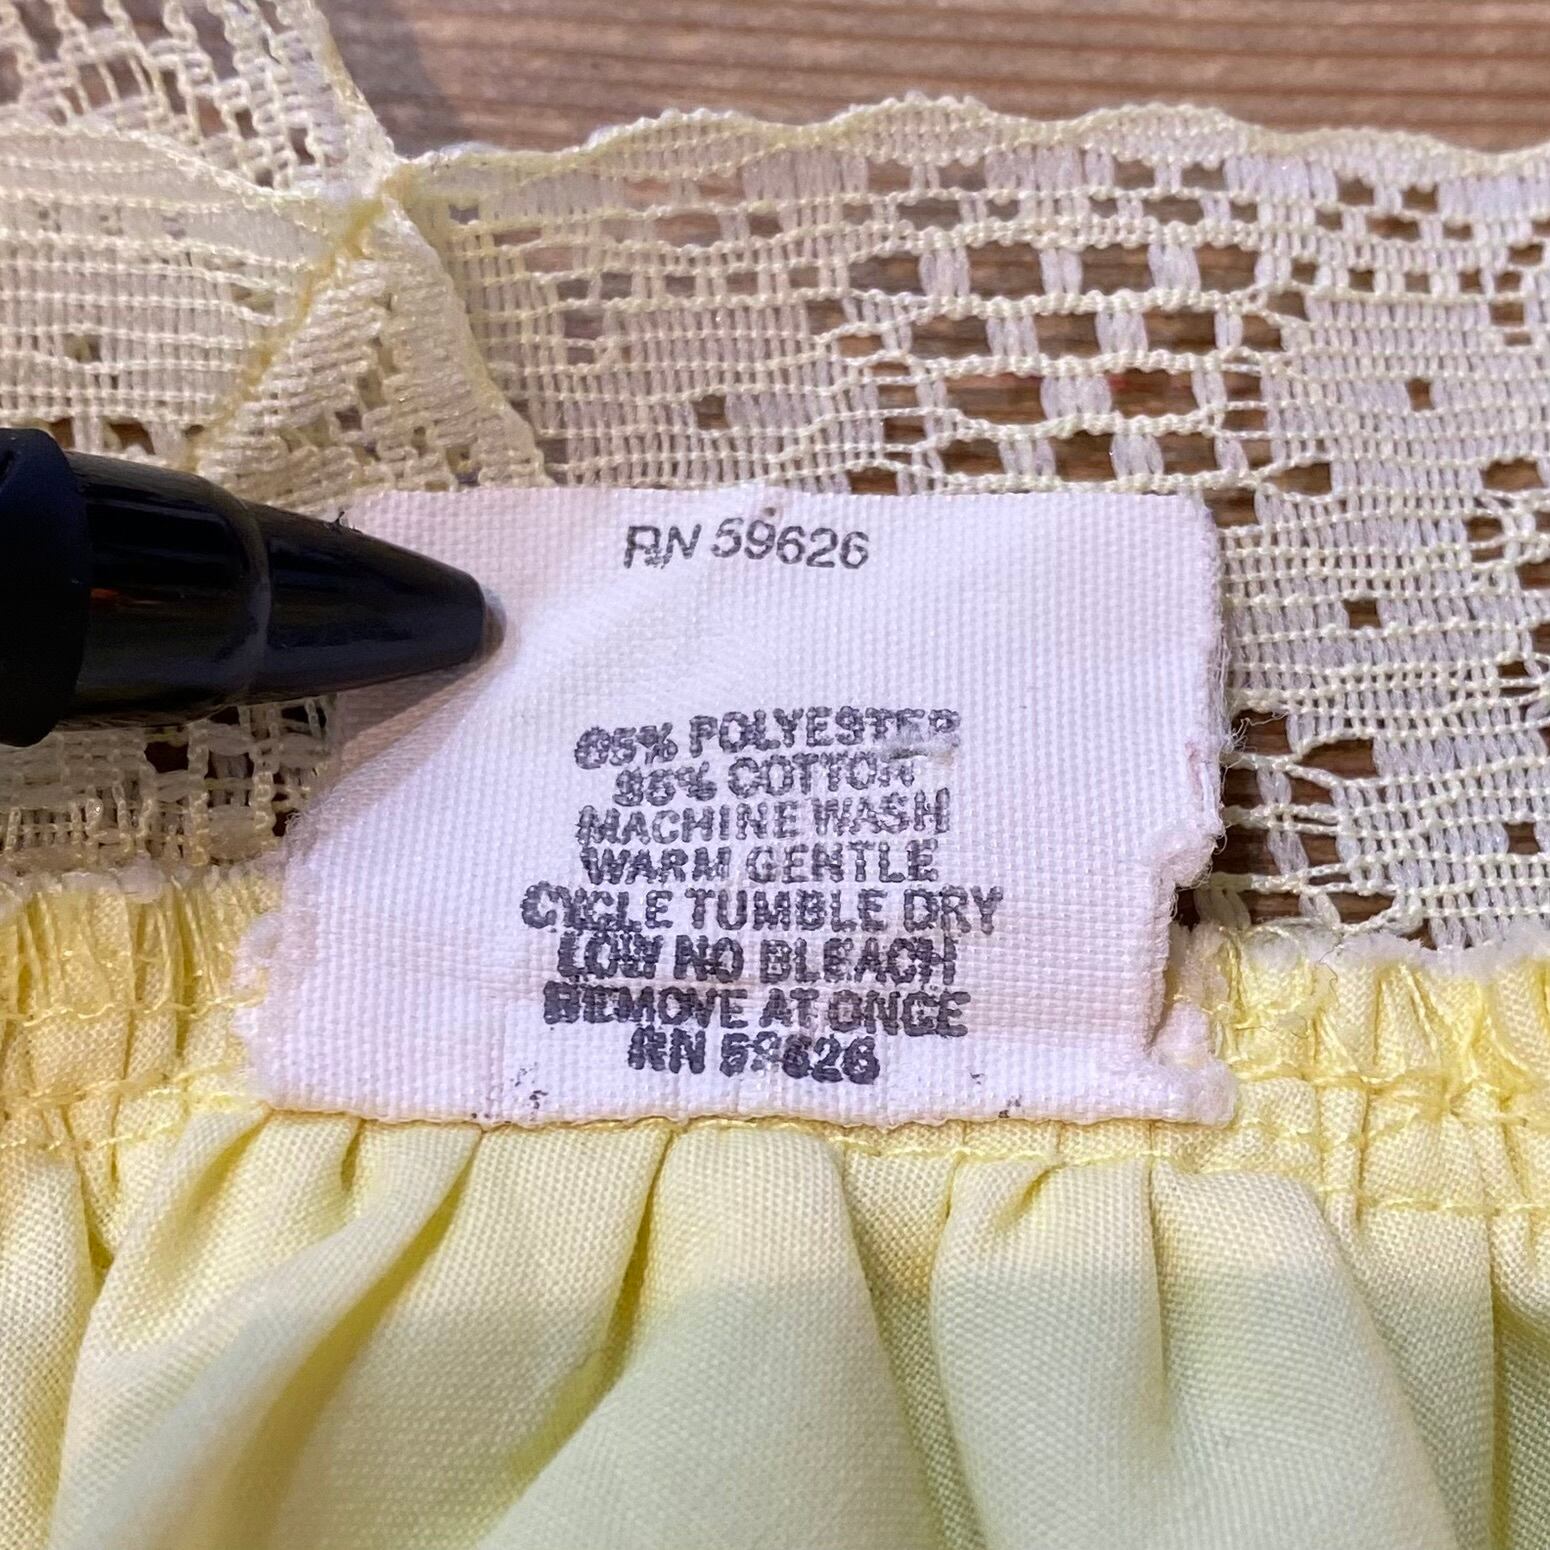 RN 59626
65% POLYESTER
35% COTTON
MACHINE WASH
WARM GENTLE
CYCLE TUMBLE DRY
LOW NO BLEACH
REMOVE AT ONCE
RN 59626